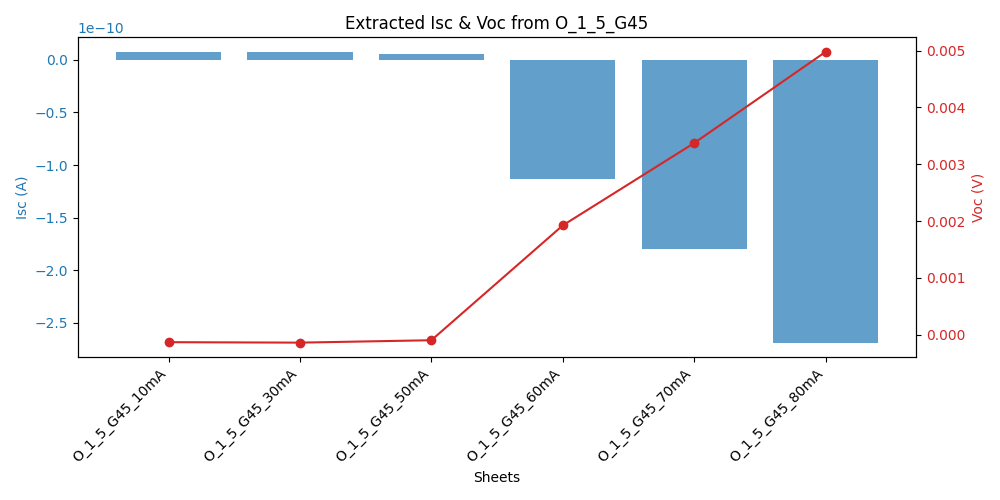 Extracted Isc & Voc from O_1_5_G45
1e−10
0.0
−0.5
−1.0
−1.5
−2.0
−2.5
Isc (A)
0.005
0.004
0.003
0.002
0.001
0.000
Voc (V)
O_1_5_G45_10mA
O_1_5_G45_30mA
O_1_5_G45_50mA
O_1_5_G45_60mA
O_1_5_G45_70mA
O_1_5_G45_80mA
Sheets